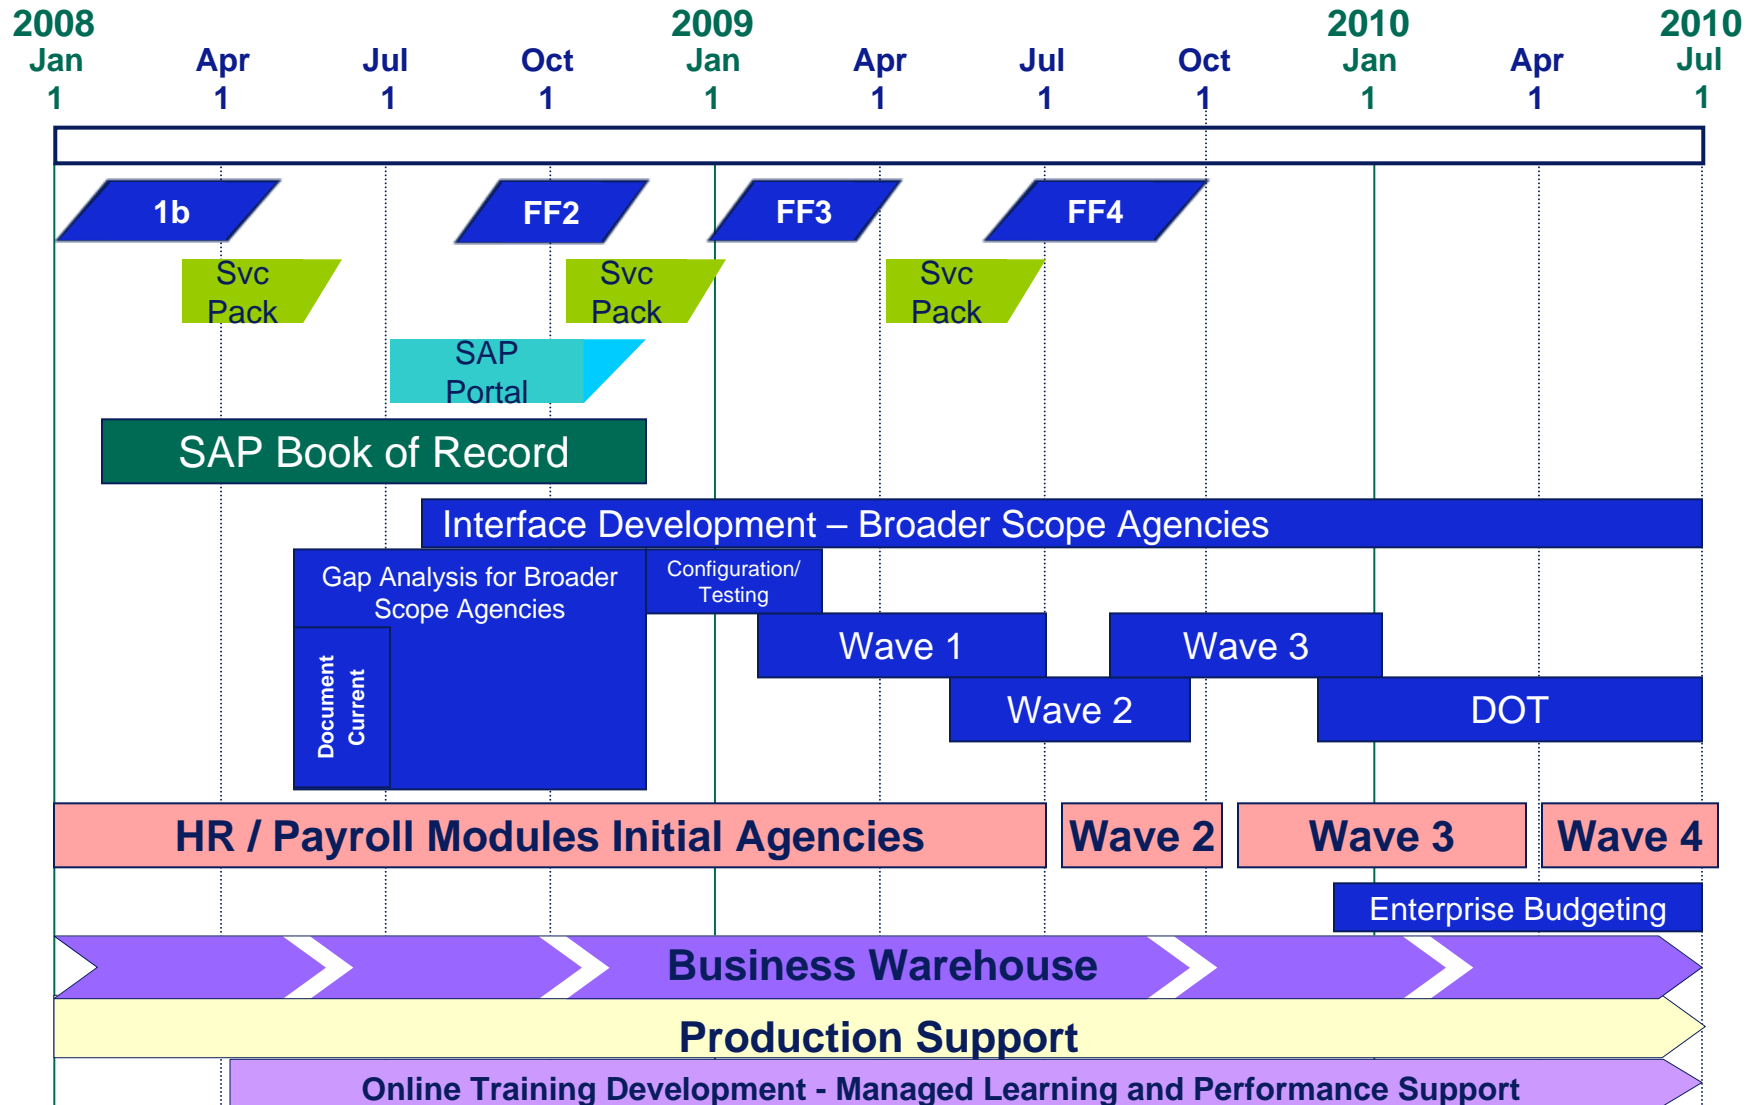 2008 2009 2010 2010
Jan Apr Jul Oct Jan Apr Jul Oct Jan Apr Jul
1 1 1 1 1 1 1 1 1 1 1
1b FF2 FF3 FF4
Svc Svc Svc
Pack Pack Pack
SAP
Portal
SAP Book of Record
Interface Development – Broader Scope Agencies
Gap Analysis for Broader
Scope Agencies
Configuration/
Testing
Document
Current
Wave 1 Wave 3
Wave 2 DOT
HR / Payroll Modules Initial Agencies Wave 2 Wave 3 Wave 4
Enterprise Budgeting
Business Warehouse
Production Support
Online Training Development - Managed Learning and Performance Support